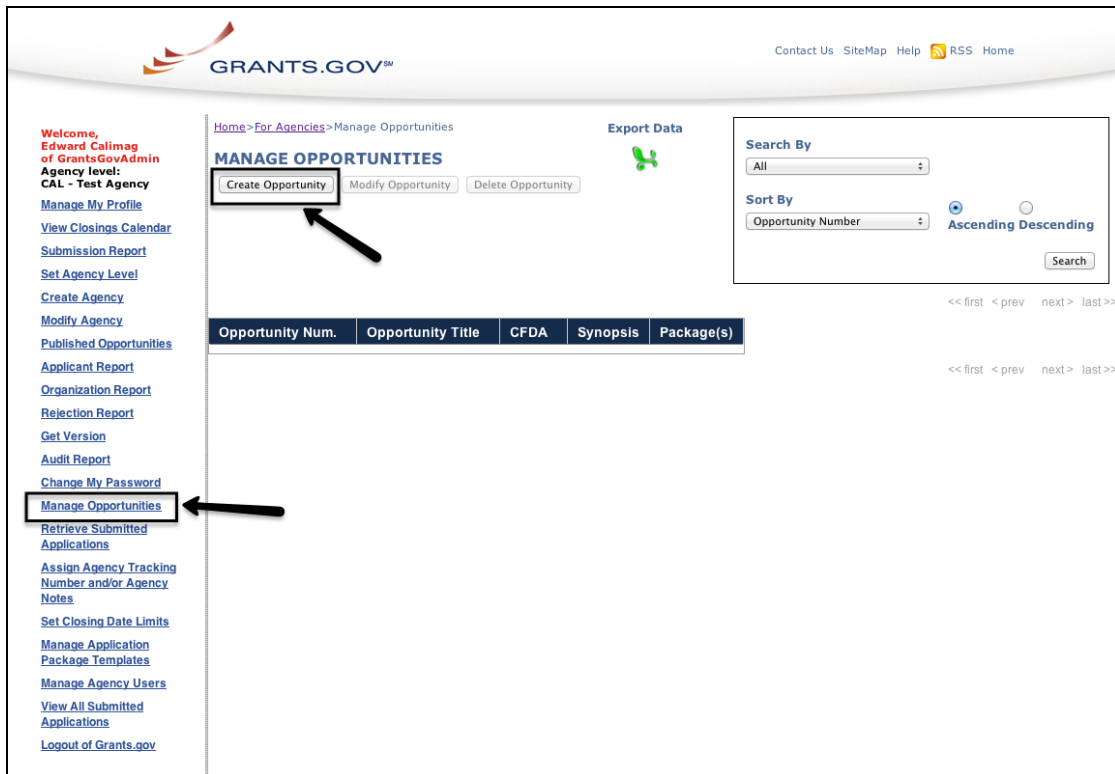 GRANTS.GOV℠
Contact Us SiteMap Help RSS Home
Welcome,
Edward Calimag
of GrantsGovAdmin
Agency level:
CAL - Test Agency
Manage My Profile
View Closings Calendar
Submission Report
Set Agency Level
Create Agency
Modify Agency
Published Opportunities
Applicant Report
Organization Report
Rejection Report
Get Version
Audit Report
Change My Password
Manage Opportunities
Retrieve Submitted
Applications
Assign Agency Tracking
Number and/or Agency
Notes
Set Closing Date Limits
Manage Application
Package Templates
Manage Agency Users
View All Submitted
Applications
Logout of Grants.gov
Home>For Agencies>Manage Opportunities
MANAGE OPPORTUNITIES
Create Opportunity Modify Opportunity Delete Opportunity
Export Data
Search By
All
Sort By
Opportunity Number
Ascending Descending
Search
<< first < prev next > last >>
Opportunity Num. Opportunity Title CFDA Synopsis Package(s)
<< first < prev next > last >>